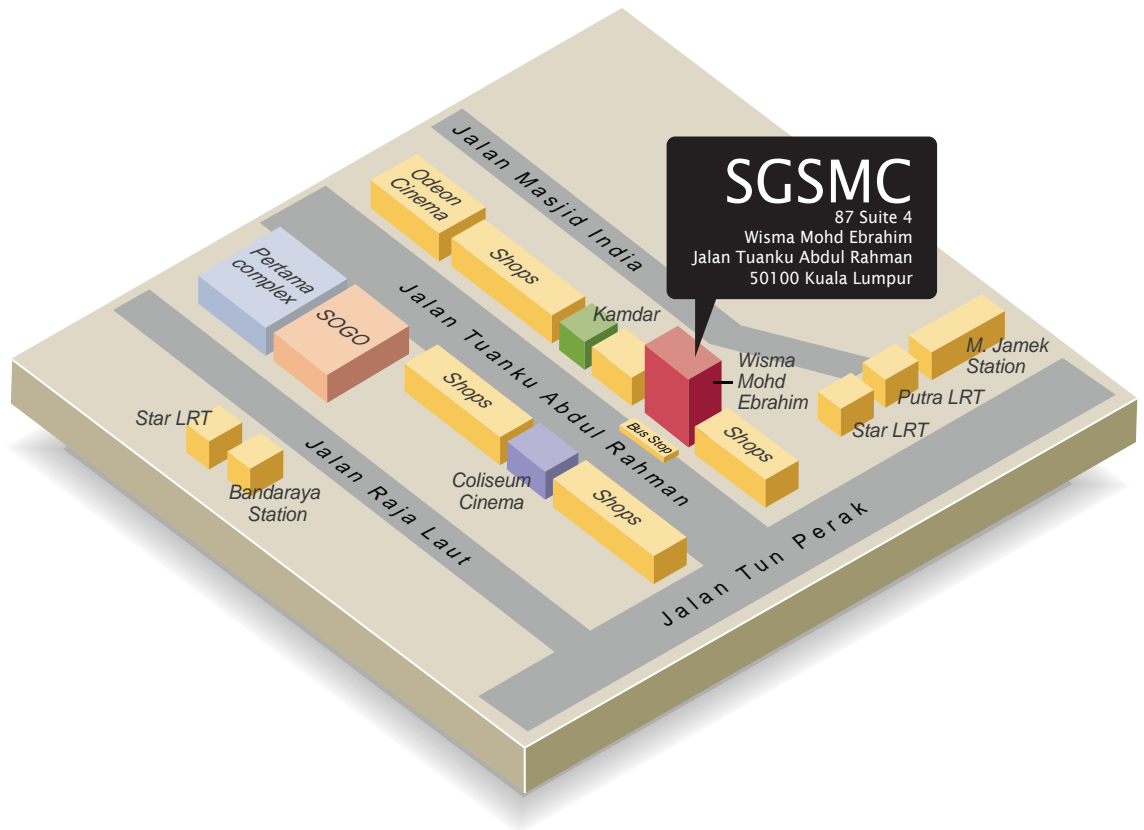 Jalan Masjid India
SGSMC
87 Suite 4
Wisma Mohd Ebrahim
Jalan Tuanku Abdul Rahman
50100 Kuala Lumpur
Odeon
Cinema
Shops
Kamdar
Pertama
complex
SOGO
Jalan Tuanku Abdul Rahman
Wisma
Mohd
Ebrahim
M. Jamek
Station
Putra LRT
Star LRT
Shops
Bus Stop
Shops
Star LRT
Bandaraya
Station
Jalan Raja Laut
Coliseum
Cinema
Shops
Jalan Tun Perak